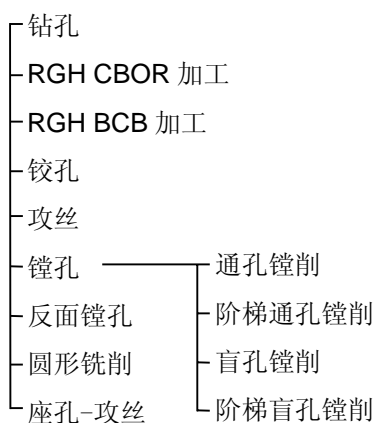 钻孔
RGH CBOR 加工
RGH BCB 加工
铰孔
攻丝
镗孔
反面镗孔
圆形铣削
座孔-攻丝
通孔镗削
阶梯通孔镗削
盲孔镗削
阶梯盲孔镗削